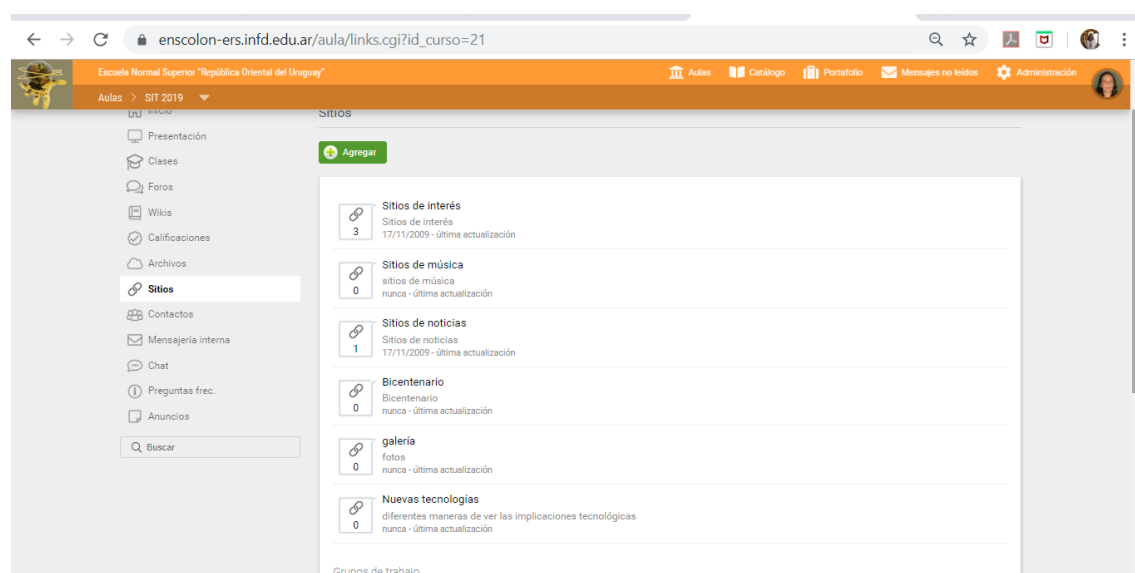 enscolon-ers.infd.edu.ar/aula/links.cgi?id_curso=21
Escuela Normal Superior "República Oriental del Uruguay"
Aulas
Catálogo
Portafolio
Mensajes no leídos
Administración
Aulas > SIT 2019
Inicio
Presentación
Clases
Foros
Wikis
Calificaciones
Archivos
Sitios
Contactos
Mensajería interna
Chat
Preguntas frec.
Anuncios
Buscar
Sitios
Agregar
Sitios de interés
Sitios de interés
3
17/11/2009 - última actualización
Sitios de música
sitios de música
0
nunca - última actualización
Sitios de noticias
Sitios de noticias
1
17/11/2009 - última actualización
Bicentenario
Bicentenario
0
nunca - última actualización
galería
fotos
0
nunca - última actualización
Nuevas tecnologías
diferentes maneras de ver las implicaciones tecnológicas
0
nunca - última actualización
Grupos de trabajo